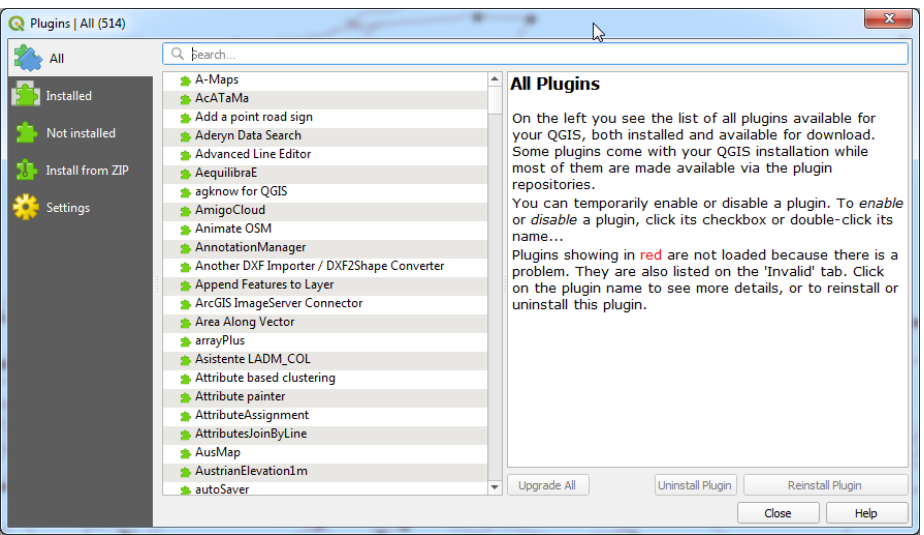 Plugins | All (514)
All
Installed
Not installed
Install from ZIP
Settings
Search...
A-Maps
AcATaMa
Add a point road sign
Aderyn Data Search
Advanced Line Editor
AequilibraE
agknow for QGIS
AmigoCloud
Animate OSM
AnnotationManager
Another DXF Importer / DXF2Shape Converter
Append Features to Layer
ArcGIS ImageServer Connector
Area Along Vector
arrayPlus
Asistente LADM_COL
Attribute based clustering
Attribute painter
AttributeAssignment
AttributesJoinByLine
AusMap
AustrianElevation1m
autoSaver
All Plugins
On the left you see the list of all plugins available for
your QGIS, both installed and available for download.
Some plugins come with your QGIS installation while
most of them are made available via the plugin
repositories.
You can temporarily enable or disable a plugin. To enable
or disable a plugin, click its checkbox or double-click its
name...
Plugins showing in red are not loaded because there is a
problem. They are also listed on the 'Invalid' tab. Click
on the plugin name to see more details, or to reinstall or
uninstall this plugin.
Upgrade All
Uninstall Plugin
Reinstall Plugin
Close
Help